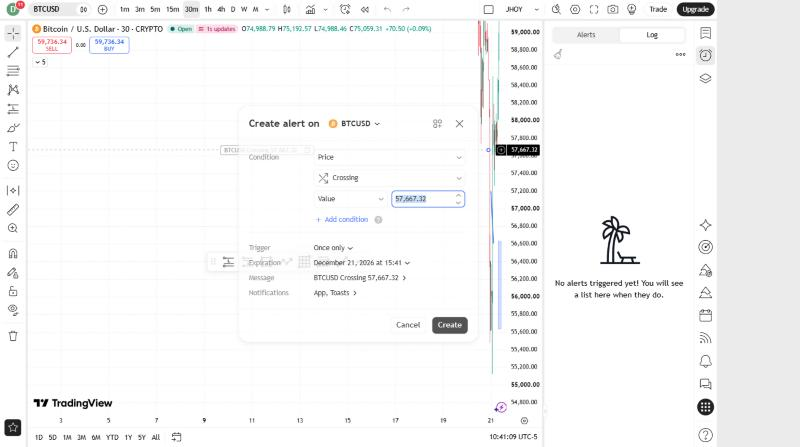 D 11 BTCUSD 1m 3m 5m 15m 30m 1h 4h D W M JHOY Trade Upgrade
Bitcoin / U.S. Dollar · 30 · CRYPTO Open 1s updates O74,988.79 H75,192.57 L74,988.46 C75,059.31 +70.50 (+0.09%)
59,736.34 SELL 0.00 59,736.34 BUY
5
59,000.00
58,800.00
58,600.00
58,400.00
58,200.00
58,000.00
57,800.00
57,667.32
57,400.00
57,200.00
57,000.00
56,800.00
56,600.00
56,400.00
56,200.00
56,000.00
55,800.00
55,600.00
55,400.00
55,200.00
55,000.00
54,800.00
Create alert on BTCUSD
BTCUSD Crossing 57,667.32
Condition Price
Crossing
Value 57,667.32
+ Add condition ?
Trigger Once only
Expiration December 21, 2026 at 15:41
Message BTCUSD Crossing 57,667.32
Notifications App, Toasts
Cancel Create
Alerts Log
No alerts triggered yet! You will see
a list here when they do.
TradingView
3 5 7 9 11 13 15 17 19 21
1D 5D 1M 3M 6M YTD 1Y 5Y All 10:41:09 UTC-5